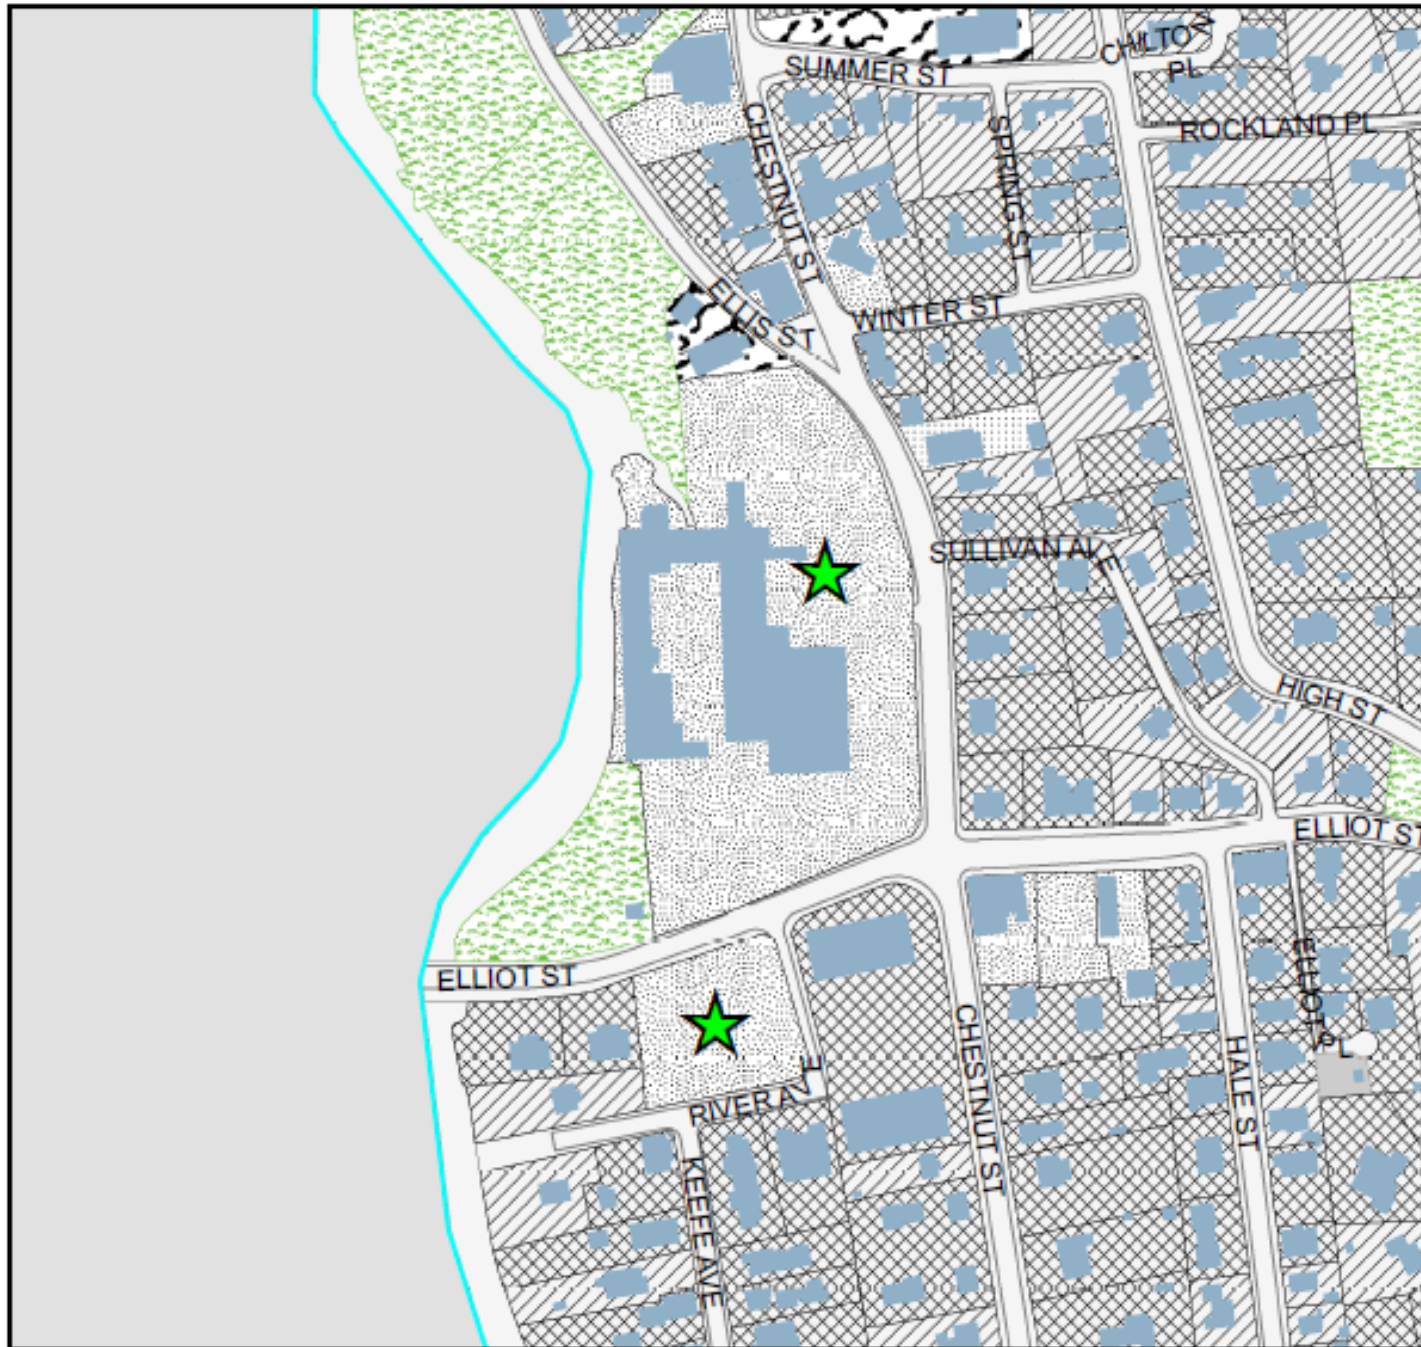 SUMMER ST
CHILTON PL
ROCKLAND PL
CHESTNUT ST
SPRING ST
ELLIS ST
WINTER ST
SULLIVAN AVE
HIGH ST
ELLIOT ST
ELLIOT ST
ELLIOT PL
RIVER AVE
CHESTNUT ST
HALE ST
KEEFE AVE